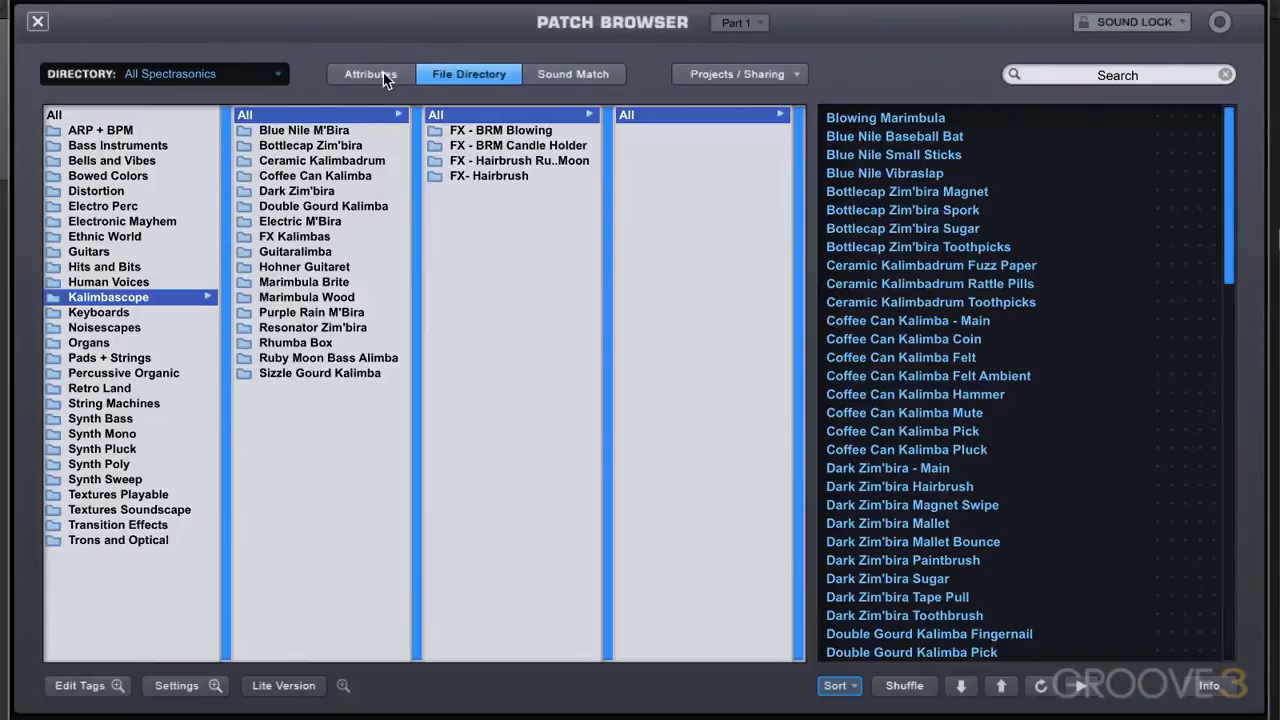 PATCH BROWSER
Part 1
SOUND LOCK
DIRECTORY: All Spectrasonics
Attributes
File Directory
Sound Match
Projects / Sharing
Search
All
ARP + BPM
Bass Instruments
Bells and Vibes
Bowed Colors
Distortion
Electro Perc
Electronic Mayhem
Ethnic World
Guitars
Hits and Bits
Human Voices
Kalimbascope
Keyboards
Noisescapes
Organs
Pads + Strings
Percussive Organic
Retro Land
String Machines
Synth Bass
Synth Mono
Synth Pluck
Synth Poly
Synth Sweep
Textures Playable
Textures Soundscape
Transition Effects
Trons and Optical
All
Blue Nile M'Bira
Bottlecap Zim'bira
Ceramic Kalimbadrum
Coffee Can Kalimba
Dark Zim'bira
Double Gourd Kalimba
Electric M'Bira
FX Kalimbas
Guitaralimba
Hohner Guitaret
Marimbula Brite
Marimbula Wood
Purple Rain M'Bira
Resonator Zim'bira
Rhumba Box
Ruby Moon Bass Alimba
Sizzle Gourd Kalimba
All
FX - BRM Blowing
FX - BRM Candle Holder
FX - Hairbrush Ru..Moon
FX- Hairbrush
All
Blowing Marimbula
Blue Nile Baseball Bat
Blue Nile Small Sticks
Blue Nile Vibraslap
Bottlecap Zim'bira Magnet
Bottlecap Zim'bira Spork
Bottlecap Zim'bira Sugar
Bottlecap Zim'bira Toothpicks
Ceramic Kalimbadrum Fuzz Paper
Ceramic Kalimbadrum Rattle Pills
Ceramic Kalimbadrum Toothpicks
Coffee Can Kalimba - Main
Coffee Can Kalimba Coin
Coffee Can Kalimba Felt
Coffee Can Kalimba Felt Ambient
Coffee Can Kalimba Hammer
Coffee Can Kalimba Mute
Coffee Can Kalimba Pick
Coffee Can Kalimba Pluck
Dark Zim'bira - Main
Dark Zim'bira Hairbrush
Dark Zim'bira Magnet Swipe
Dark Zim'bira Mallet
Dark Zim'bira Mallet Bounce
Dark Zim'bira Paintbrush
Dark Zim'bira Sugar
Dark Zim'bira Tape Pull
Dark Zim'bira Toothbrush
Double Gourd Kalimba Fingernail
Double Gourd Kalimba Pick
Edit Tags
Settings
Lite Version
Sort
Shuffle
Info
GROOVE3